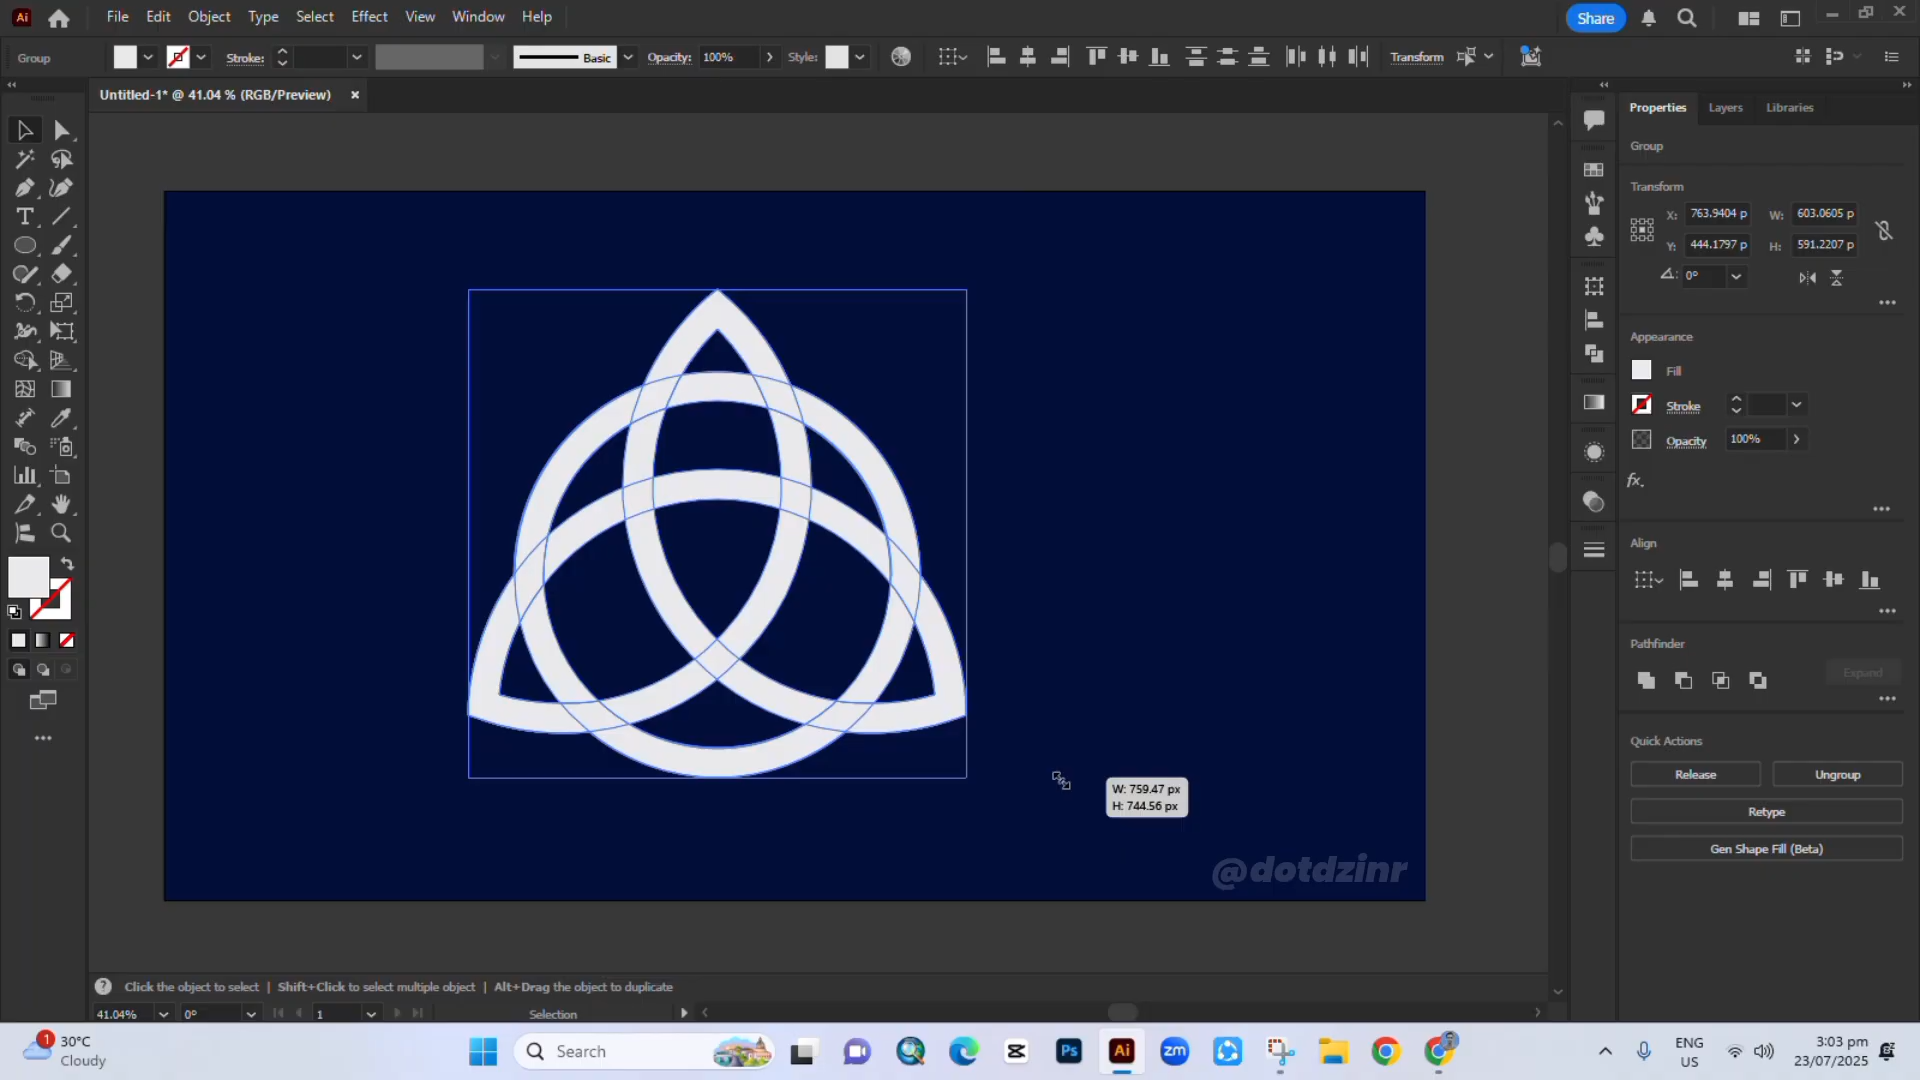 Ai File Edit Object Type Select Effect View Window Help Share
Group Stroke: Basic Opacity: 100% Style: Transform
Untitled-1* @ 41.04 % (RGB/Preview)
Properties Layers Libraries
Group
Transform
X: 763.9404 p W: 603.0605 p
Y: 444.1797 p H: 591.2207 p
0°
Appearance
Fill
Stroke
Opacity 100%
fx.
Align
Pathfinder
Expand
Quick Actions
Release Ungroup
Retype
Gen Shape Fill (Beta)
W: 759.47 px
H: 744.56 px
@dotdzinr
Click the object to select | Shift+Click to select multiple object | Alt+Drag the object to duplicate
41.04% 0° 1 Selection
1
30°C
Cloudy
Search
Ps Ai zm
ENG
US
3:03 pm
23/07/2025